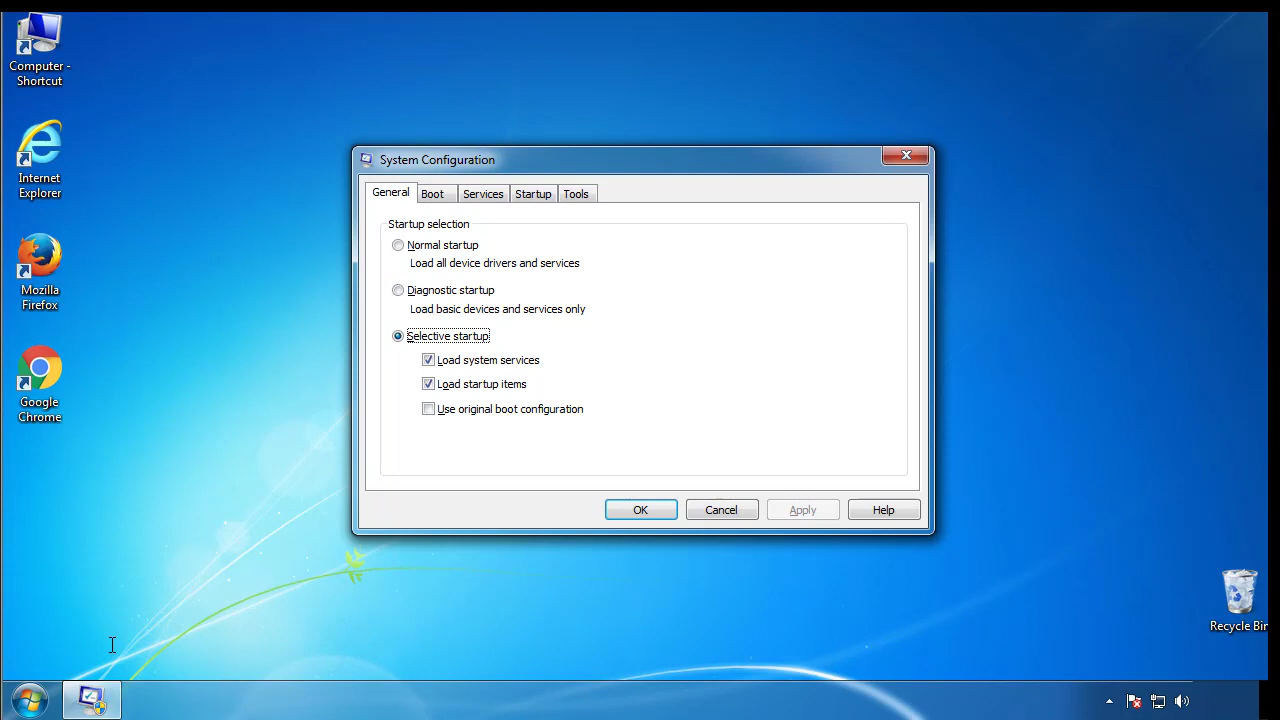 Computer -
Shortcut
Internet
Explorer
Mozilla
Firefox
Google
Chrome
System Configuration
General
Boot
Services
Startup
Tools
Startup selection
Normal startup
Load all device drivers and services
Diagnostic startup
Load basic devices and services only
Selective startup
Load system services
Load startup items
Use original boot configuration
OK
Cancel
Apply
Help
Recycle Bin